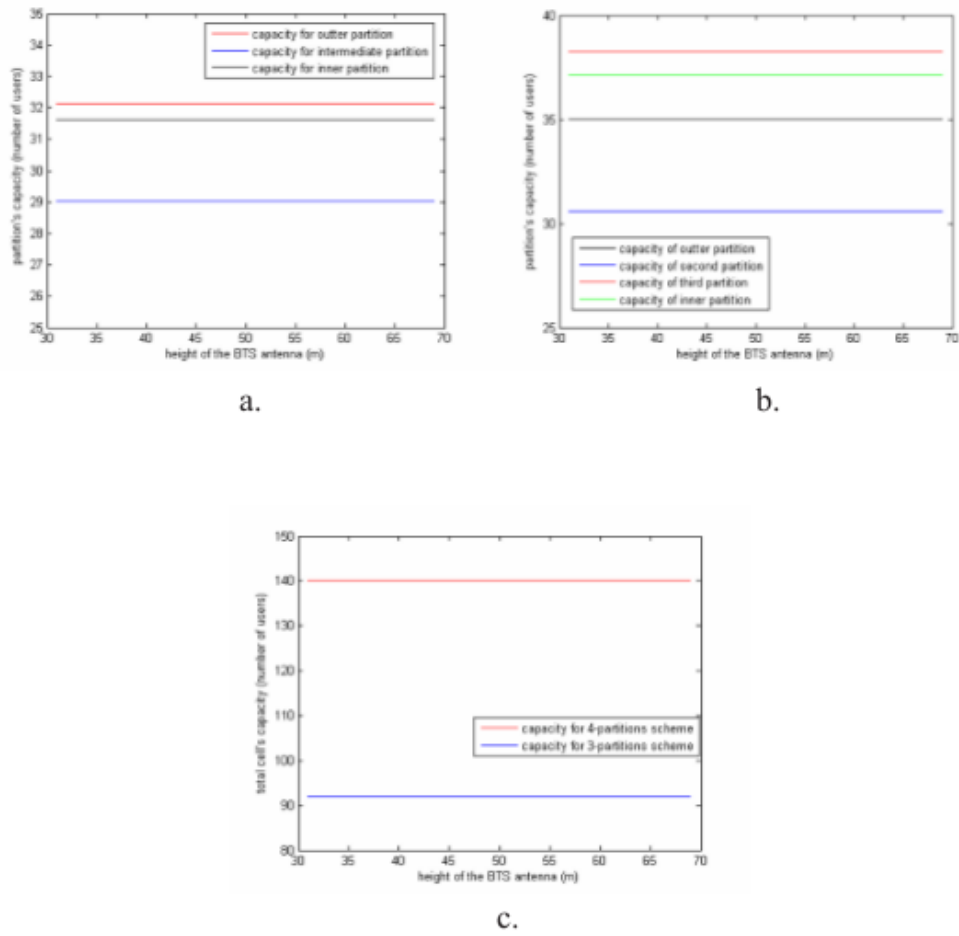 35
34
33
32
31
30
29
28
27
26
25
partition's capacity (number of users)
capacity for outter partition
capacity for intermediate partition
capacity for inner partition
30 35 40 45 50 55 60 65 70
height of the BTS antenna (m)
a.
40
35
30
25
partition's capacity (number of users)
capacity of outter partition
capacity of second partition
capacity of third partition
capacity of inner partition
30 35 40 45 50 55 60 65 70
height of the BTS antenna (m)
b.
150
140
130
120
110
100
90
80
total cell's capacity (number of users)
capacity for 4-partitions scheme
capacity for 3-partitions scheme
30 35 40 45 50 55 60 65 70
height of the BTS antenna (m)
c.